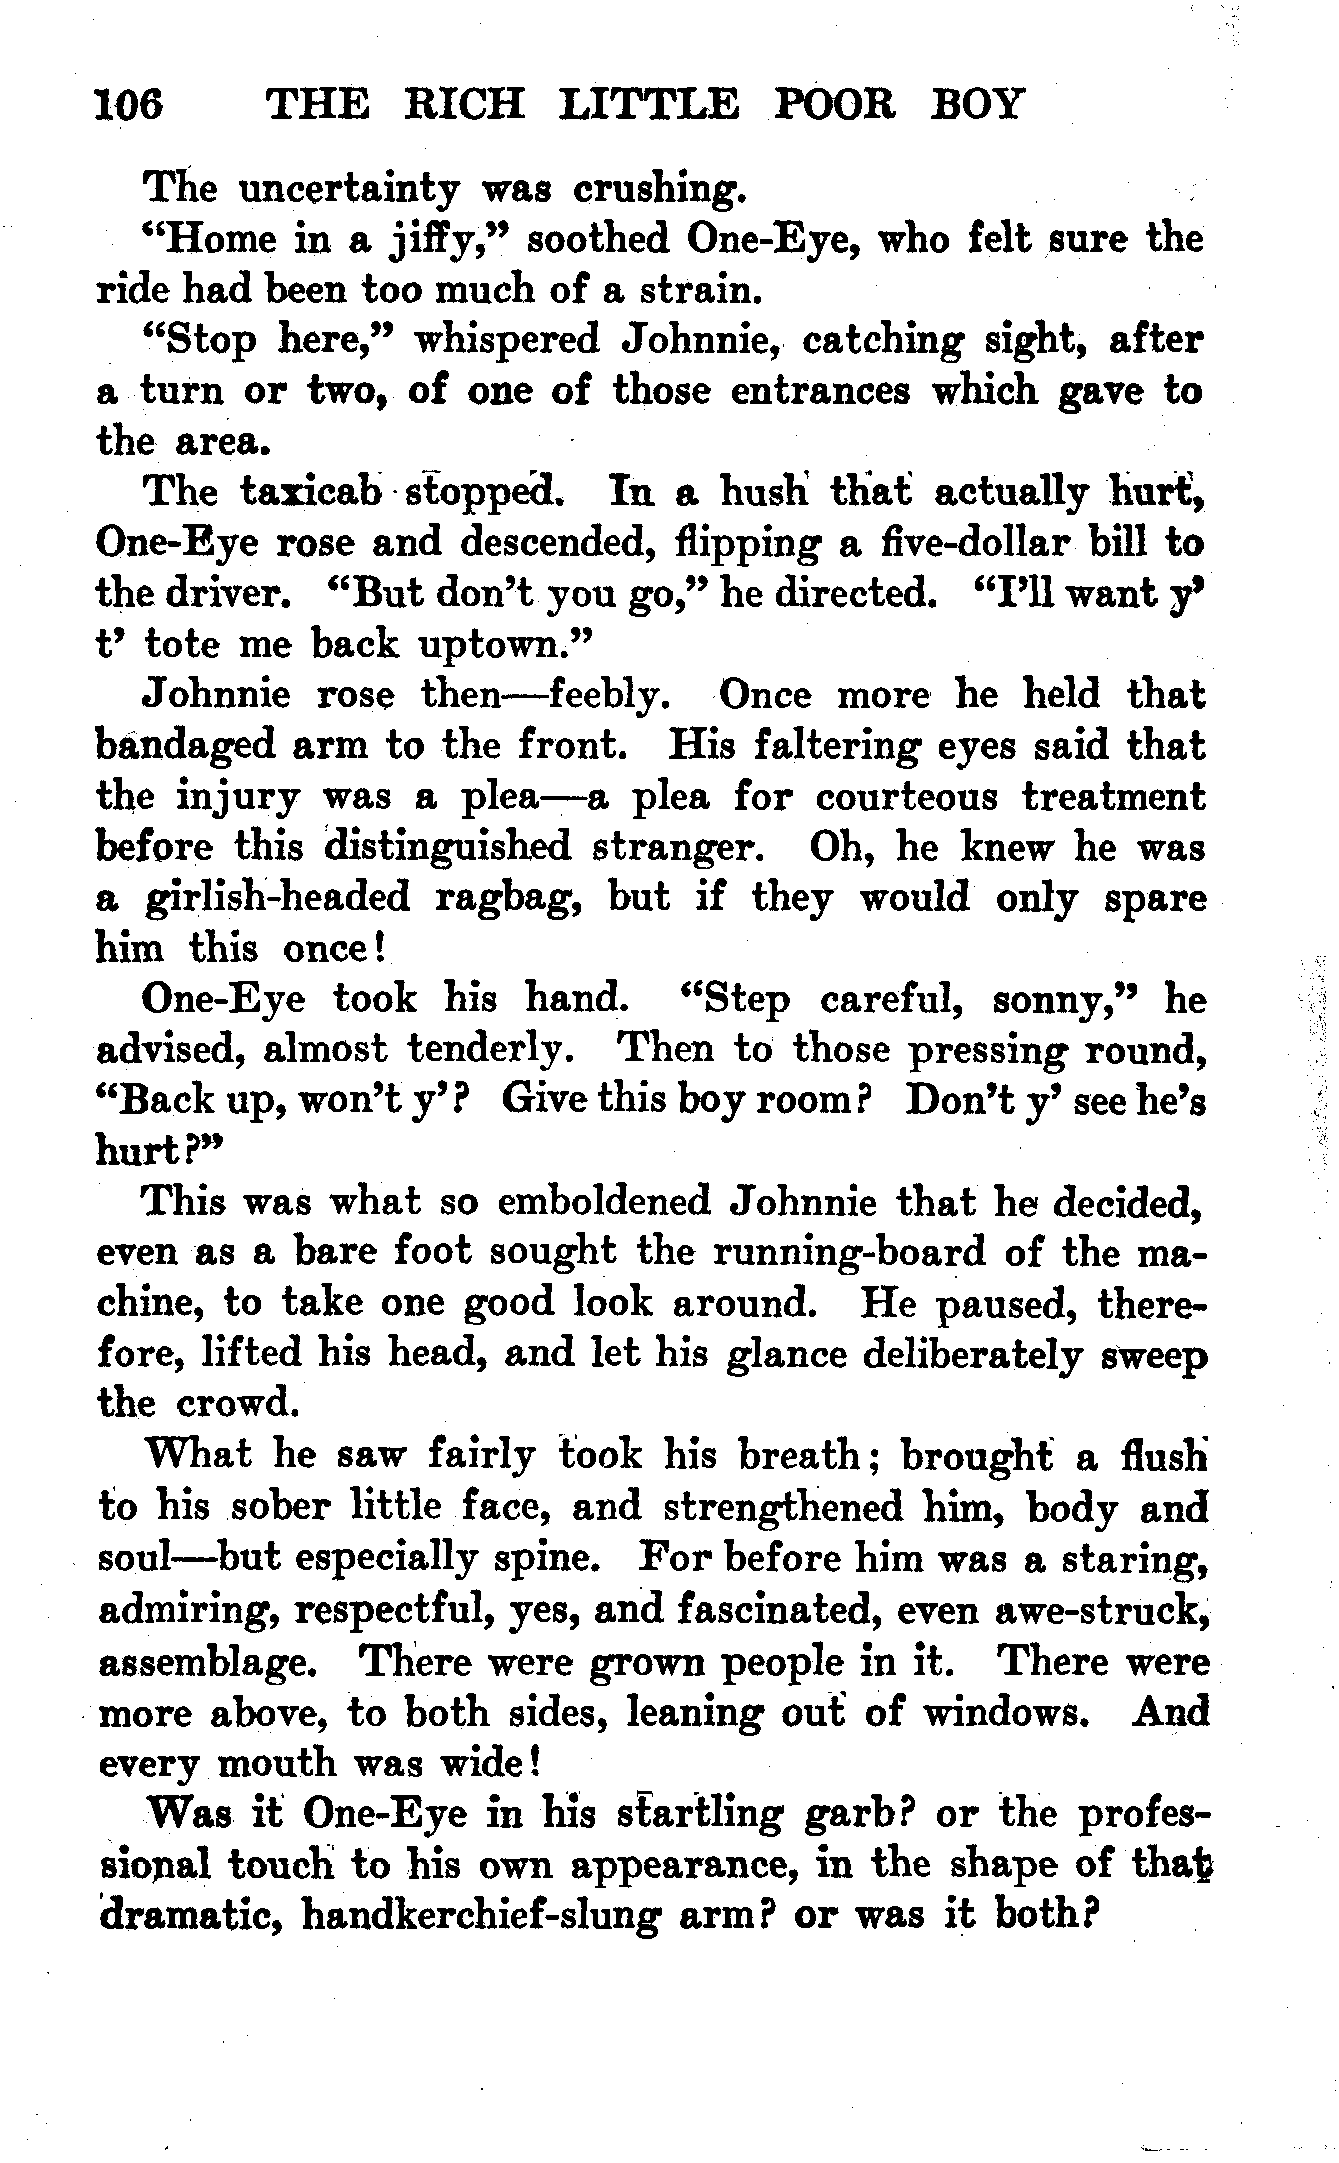 106 THE RICH LITTLE POOR BOY
The uncertainty was crushing.
“Home in a jiffy,” soothed One-Eye, who felt sure the
ride had been too much of a strain.
“Stop here,” whispered Johnnie, catching sight, after
a turn or two, of one of those entrances which gave to
the area.
The taxicab stopped. In a hush that actually hurt,
One-Eye rose and descended, flipping a five-dollar bill to
the driver. “But don’t you go,” he directed. “I’ll want y’
t’ tote me back uptown.”
Johnnie rose then—feebly. Once more he held that
bandaged arm to the front. His faltering eyes said that
the injury was a plea—a plea for courteous treatment
before this distinguished stranger. Oh, he knew he was
a girlish-headed ragbag, but if they would only spare
him this once!
One-Eye took his hand. “Step careful, sonny,” he
advised, almost tenderly. Then to those pressing round,
“Back up, won’t y’? Give this boy room? Don’t y’ see he’s
hurt?”
This was what so emboldened Johnnie that he decided,
even as a bare foot sought the running-board of the ma-
chine, to take one good look around. He paused, there-
fore, lifted his head, and let his glance deliberately sweep
the crowd.
What he saw fairly took his breath; brought a flush
to his sober little face, and strengthened him, body and
soul—but especially spine. For before him was a staring,
admiring, respectful, yes, and fascinated, even awe-struck,
assemblage. There were grown people in it. There were
more above, to both sides, leaning out of windows. And
every mouth was wide!
Was it One-Eye in his startling garb? or the profes-
sional touch to his own appearance, in the shape of that
dramatic, handkerchief-slung arm? or was it both?